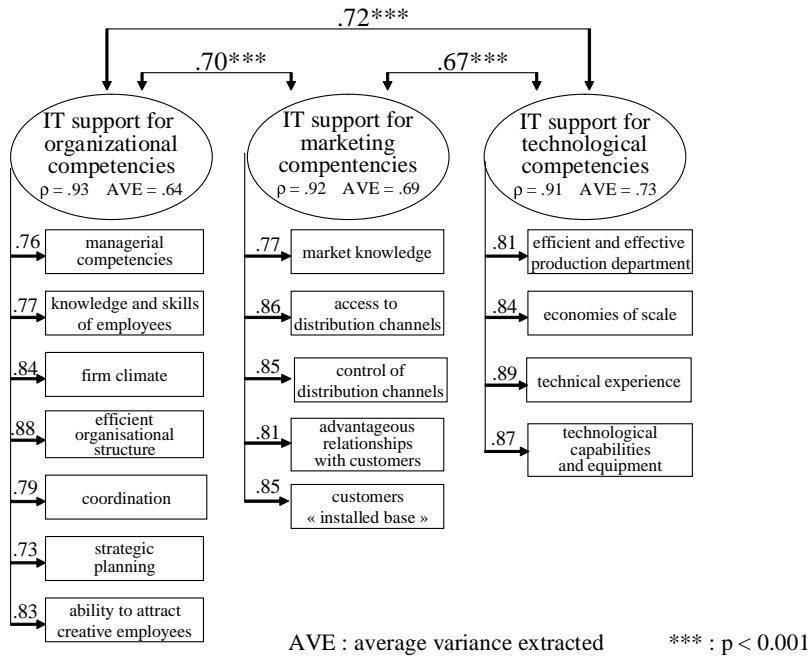 .72***
.70***
.67***
IT support for
organizational
competencies
ρ = .93 AVE = .64
IT support for
marketing
compentencies
ρ = .92 AVE = .69
IT support for
technological
competencies
ρ = .91 AVE = .73
.76
managerial
competencies
.77
knowledge and skills
of employees
.84
firm climate
.88
efficient
organisational
structure
.79
coordination
.73
strategic
planning
.83
ability to attract
creative employees
.77
market knowledge
.86
access to
distribution channels
.85
control of
distribution channels
.81
advantageous
relationships
with customers
.85
customers
« installed base »
.81
efficient and effective
production department
.84
economies of scale
.89
technical experience
.87
technological
capabilities
and equipment
AVE : average variance extracted
*** : p < 0.001